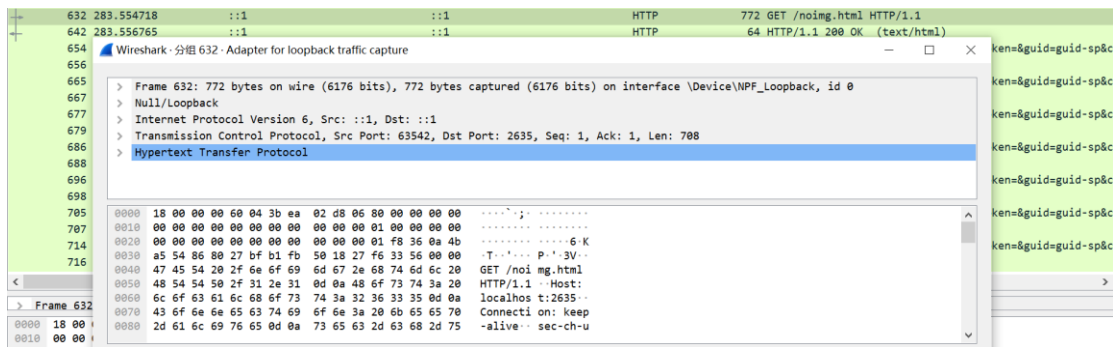 632 283.554718 ::1 ::1 HTTP 772 GET /noimg.html HTTP/1.1
642 283.556765 ::1 ::1 HTTP 64 HTTP/1.1 200 OK (text/html)
654 ken=&guid=guid-sp&c
Wireshark · 分组 632 · Adapter for loopback traffic capture
656
665 ken=&guid=guid-sp&c
667
677 ken=&guid=guid-sp&c
679
686 ken=&guid=guid-sp&c
688
696 ken=&guid=guid-sp&c
698
705 ken=&guid=guid-sp&c
707
714 ken=&guid=guid-sp&c
716
> Frame 632: 772 bytes on wire (6176 bits), 772 bytes captured (6176 bits) on interface \Device\NPF_Loopback, id 0
> Null/Loopback
> Internet Protocol Version 6, Src: ::1, Dst: ::1
> Transmission Control Protocol, Src Port: 63542, Dst Port: 2635, Seq: 1, Ack: 1, Len: 708
> Hypertext Transfer Protocol
0000 18 00 00 00 60 04 3b ea 02 d8 06 80 00 00 00 00 ····`·;· ········
0010 00 00 00 00 00 00 00 00 00 00 00 01 00 00 00 00 ········ ········
0020 00 00 00 00 00 00 00 00 00 00 00 01 f8 36 0a 4b ········ ·····6·K
0030 a5 54 86 80 27 bf b1 fb 50 18 27 f6 33 56 00 00 ·T··'··· P·'·3V··
0040 47 45 54 20 2f 6e 6f 69 6d 67 2e 68 74 6d 6c 20 GET /noi mg.html
0050 48 54 54 50 2f 31 2e 31 0d 0a 48 6f 73 74 3a 20 HTTP/1.1 ··Host:
0060 6c 6f 63 61 6c 68 6f 73 74 3a 32 36 33 35 0d 0a localhos t:2635··
0070 43 6f 6e 6e 65 63 74 69 6f 6e 3a 20 6b 65 65 70 Connecti on: keep
0080 2d 61 6c 69 76 65 0d 0a 73 65 63 2d 63 68 2d 75 -alive·· sec-ch-u
> Frame 632
0000 18 00
0010 00 00